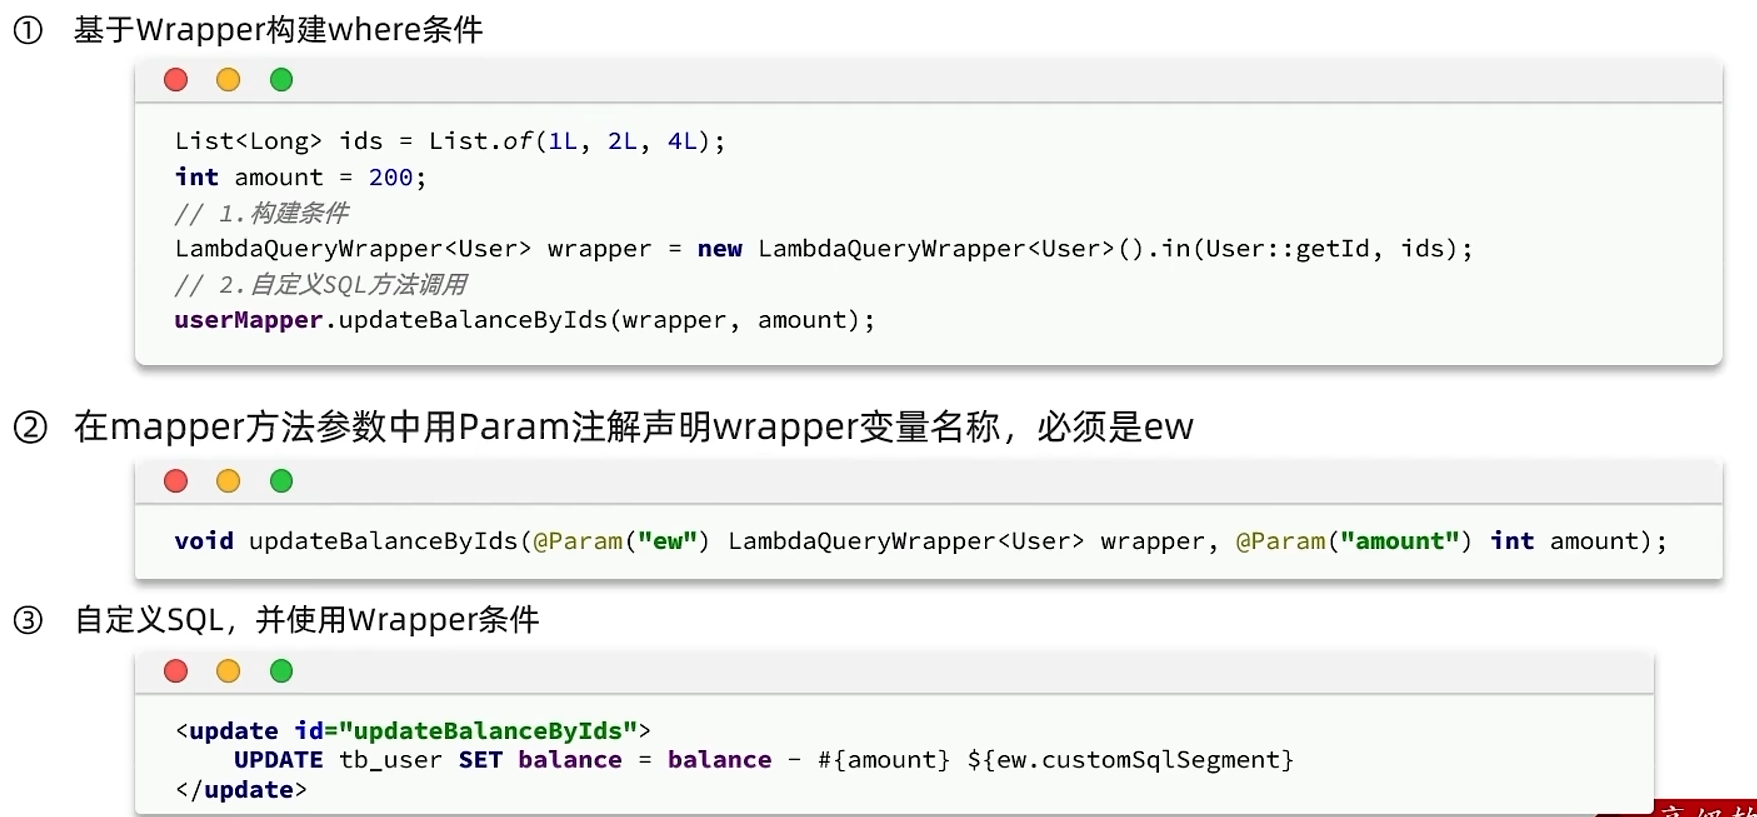 ① 基于Wrapper构建where条件
List<Long> ids = List.of(1L, 2L, 4L);
int amount = 200;
// 1.构建条件
LambdaQueryWrapper<User> wrapper = new LambdaQueryWrapper<User>().in(User::getId, ids);
// 2.自定义SQL方法调用
userMapper.updateBalanceByIds(wrapper, amount);
② 在mapper方法参数中用Param注解声明wrapper变量名称，必须是ew
void updateBalanceByIds(@Param("ew") LambdaQueryWrapper<User> wrapper, @Param("amount") int amount);
③ 自定义SQL，并使用Wrapper条件
<update id="updateBalanceByIds">
    UPDATE tb_user SET balance = balance - #{amount} ${ew.customSqlSegment}
</update>